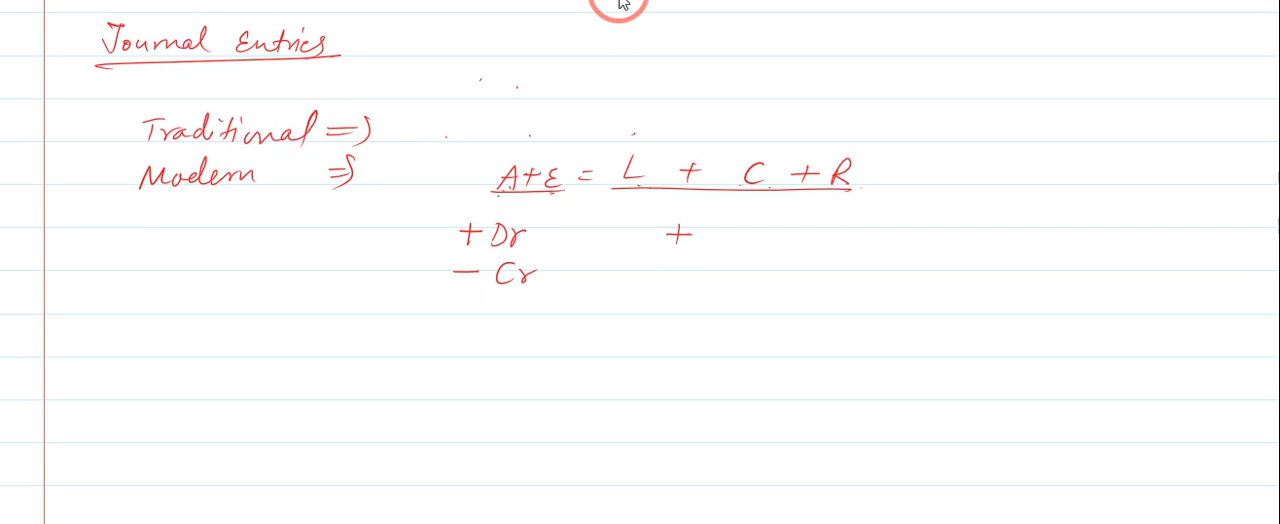 Journal Entries
Traditional =>
Modern => A+E = L + C + R
+ Dr +
- Cr